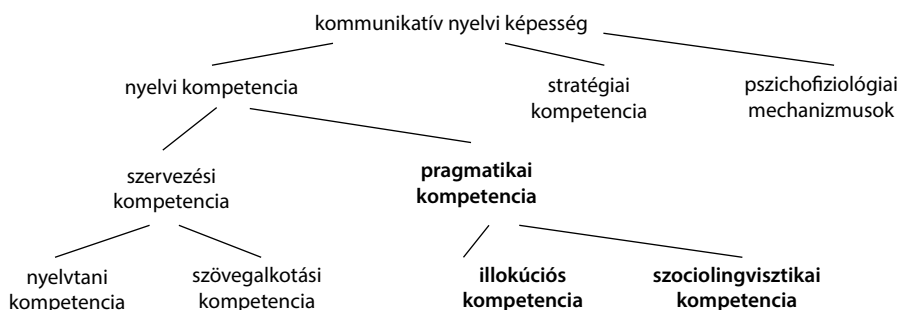 kommunikatív nyelvi képesség
nyelvi kompetencia
stratégiai
kompetencia
pszichofiziológiai
mechanizmusok
szervezési
kompetencia
pragmatikai
kompetencia
nyelvtani
kompetencia
szövegalkotási
kompetencia
illokúciós
kompetencia
szociolingvisztikai
kompetencia